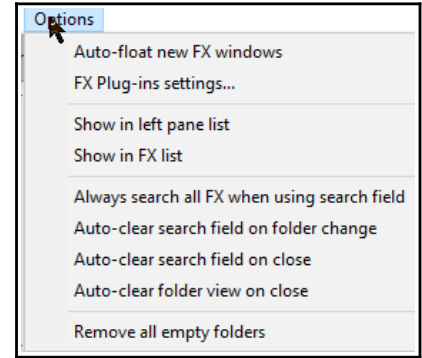 Options
Auto-float new FX windows
FX Plug-ins settings...
Show in left pane list
Show in FX list
Always search all FX when using search field
Auto-clear search field on folder change
Auto-clear search field on close
Auto-clear folder view on close
Remove all empty folders